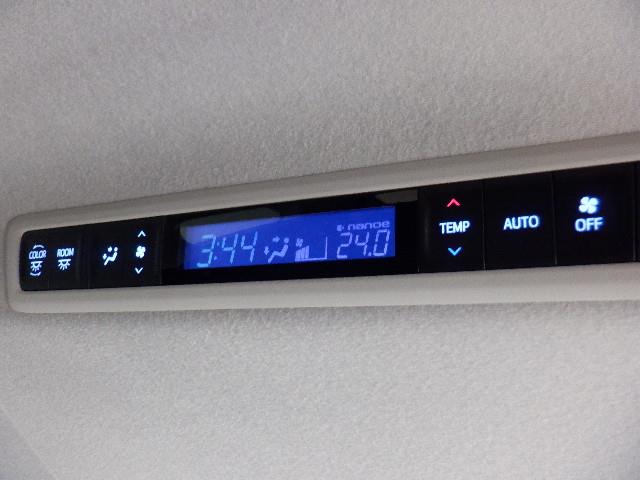 COLOR
ROOM
nanoe
3:44
24.0
TEMP
AUTO
OFF